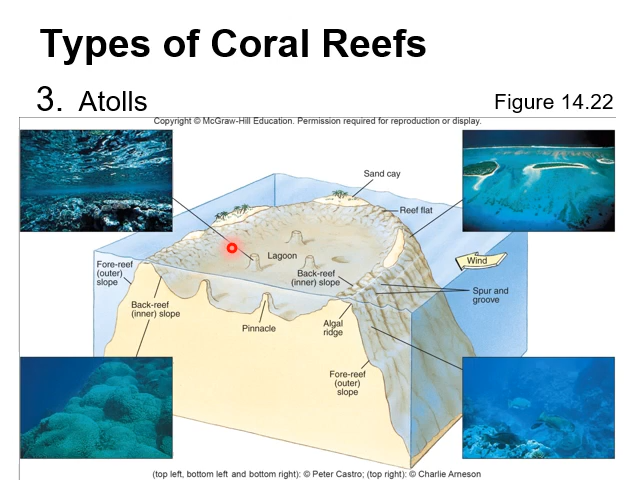 Types of Coral Reefs
3. Atolls
Figure 14.22
Copyright © McGraw-Hill Education. Permission required for reproduction or display.
Sand cay
Reef flat
Lagoon
Wind
Fore-reef
(outer)
slope
Back-reef
(inner) slope
Spur and
groove
Back-reef
(inner) slope
Pinnacle
Algal
ridge
Fore-reef
(outer)
slope
(top left, bottom left and bottom right): © Peter Castro; (top right): © Charlie Arneson